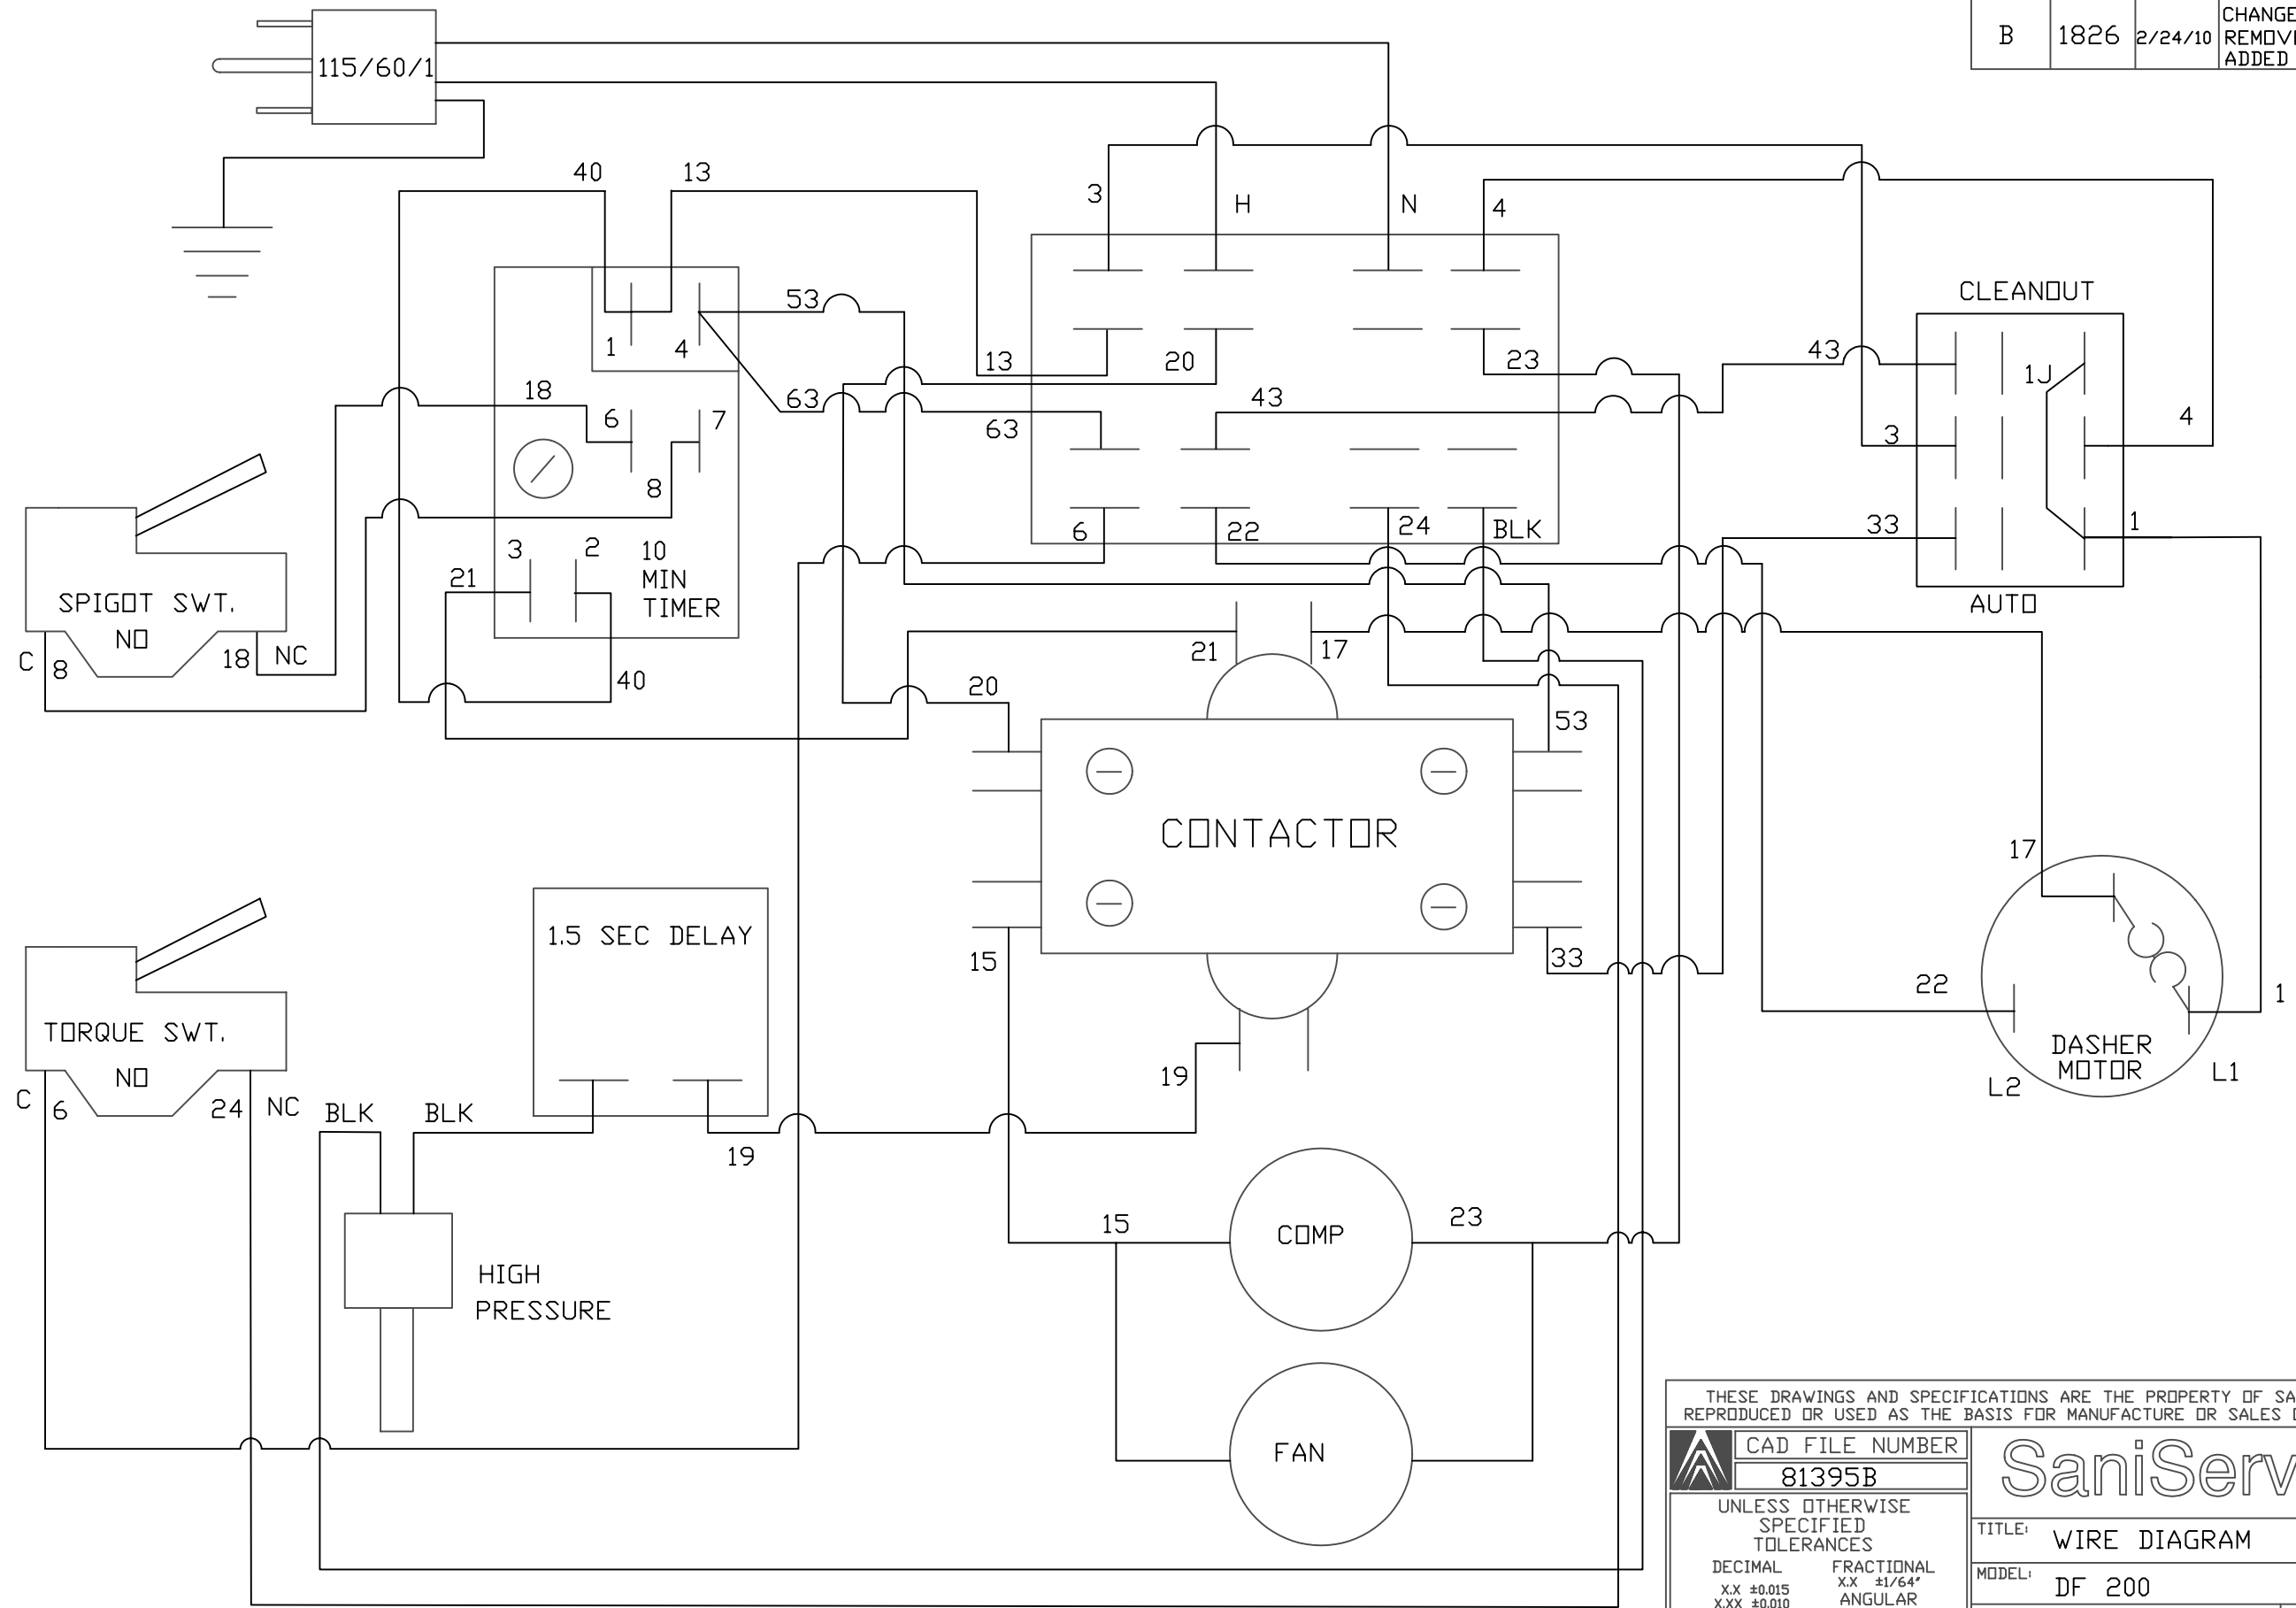 B 1826 2/24/10
CHANGE
REMOVE
ADDED
115/60/1
40 13
3 H N 4
CLEANOUT
53
1 4
13 20 23
43 1J
18 63 43
6 7
63
3 4
8
6 22 24 BLK
33 1
3 2 10
MIN
TIMER
21
SPIGOT SWT.
NO
AUTO
C 8 18 NC
21 17
40
20
53
CONTACTOR
17
1.5 SEC DELAY
15 33
22 1
TORQUE SWT.
NO
DASHER
MOTOR
L2 L1
19
C 6 24 NC
BLK BLK
19
15 23
COMP
HIGH
PRESSURE
FAN
THESE DRAWINGS AND SPECIFICATIONS ARE THE PROPERTY OF SA
REPRODUCED OR USED AS THE BASIS FOR MANUFACTURE OR SALES
CAD FILE NUMBER
81395B
SaniServ
UNLESS OTHERWISE
SPECIFIED
TOLERANCES
DECIMAL FRACTIONAL
X.X ±0.015 X.X ±1/64"
X.XX ±0.010 ANGULAR
TITLE: WIRE DIAGRAM
MODEL: DF 200